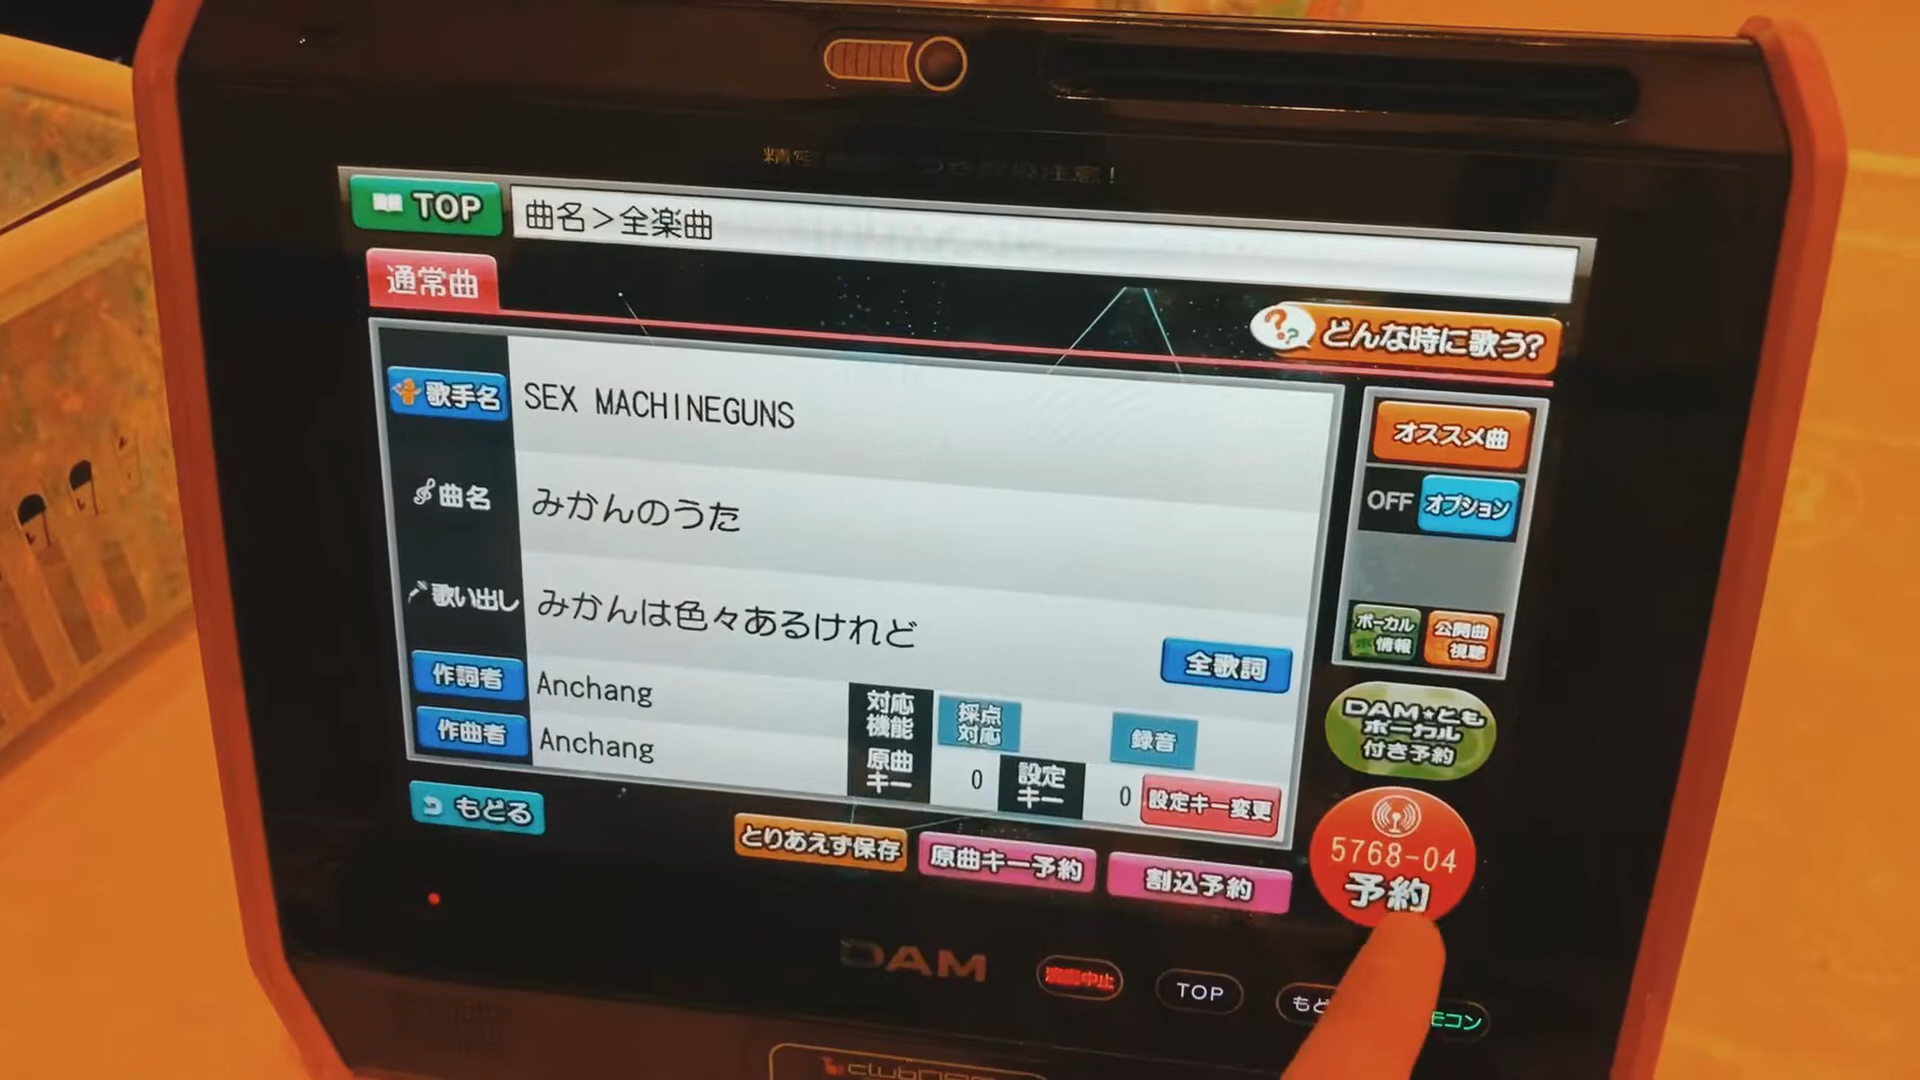 TOP
曲名＞全楽曲
通常曲
どんな時に歌う?
歌手名
SEX MACHINEGUNS
曲名
みかんのうた
歌い出し
みかんは色々あるけれど
全歌詞
作詞者
Anchang
作曲者
Anchang
対応
機能
採点
対応
録音
原曲
キー
0
設定
キー
0
設定キー変更
オススメ曲
OFF
オプション
ボーカル
情報
公開曲
視聴
DAM★とも
ボーカル
付き予約
5768-04
予約
もどる
とりあえず保存
原曲キー予約
割込予約
DAM
演奏中止
TOP